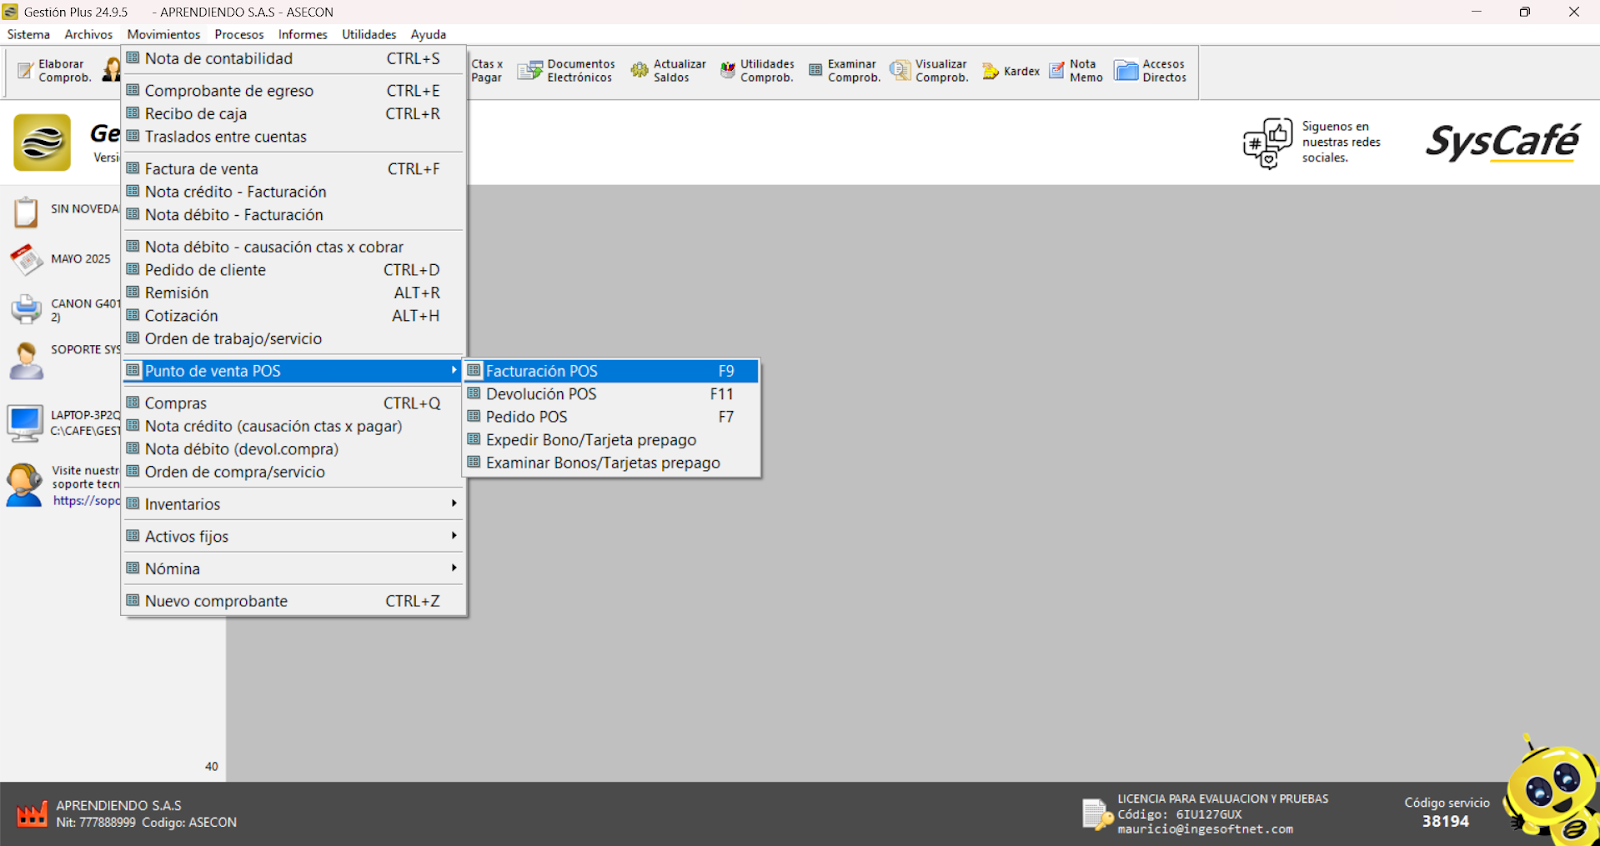 Gestión Plus 24.9.5 - APRENDIENDO S.A.S - ASECON
Sistema Archivos Movimientos Procesos Informes Utilidades Ayuda
Elaborar Comprob.
Ctas x Pagar
Documentos Electrónicos
Actualizar Saldos
Utilidades Comprob.
Examinar Comprob.
Visualizar Comprob.
Kardex
Nota Memo
Accesos Directos
Nota de contabilidad CTRL+S
Comprobante de egreso CTRL+E
Recibo de caja CTRL+R
Traslados entre cuentas
Factura de venta CTRL+F
Nota crédito - Facturación
Nota débito - Facturación
Nota débito - causación ctas x cobrar
Pedido de cliente CTRL+D
Remisión ALT+R
Cotización ALT+H
Orden de trabajo/servicio
Punto de venta POS
Compras CTRL+Q
Nota crédito (causación ctas x pagar)
Nota débito (devol.compra)
Orden de compra/servicio
Inventarios
Activos fijos
Nómina
Nuevo comprobante CTRL+Z
Facturación POS F9
Devolución POS F11
Pedido POS F7
Expedir Bono/Tarjeta prepago
Examinar Bonos/Tarjetas prepago
Ge
Versi
Siguenos en
nuestras redes
sociales.
SysCafé
SIN NOVEDA
MAYO 2025
CANON G401
2)
SOPORTE SYS
LAPTOP-3P2Q
C:\CAFE\GEST
Visite nuestr
soporte tecn
https://sopo
40
APRENDIENDO S.A.S
Nit: 777888999 Codigo: ASECON
LICENCIA PARA EVALUACION Y PRUEBAS
Código: 6IU127GUX
mauricio@ingesoftnet.com
Código servicio
38194